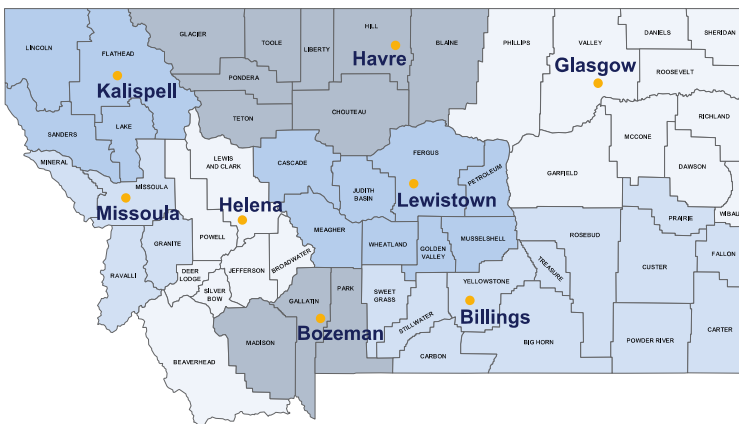 LINCOLN
FLATHEAD
GLACIER
TOOLE
LIBERTY
HILL
BLAINE
PHILLIPS
VALLEY
DANIELS
SHERIDAN
Kalispell
Havre
Glasgow
ROOSEVELT
PONDERA
CHOUTEAU
TETON
SANDERS
LAKE
RICHLAND
MCCONE
MINERAL
MISSOULA
LEWIS
AND CLARK
CASCADE
FERGUS
PETROLEUM
GARFIELD
DAWSON
JUDITH
BASIN
Missoula
Helena
Lewistown
WIBAU
PRAIRIE
GRANITE
POWELL
MEAGHER
WHEATLAND
GOLDEN
VALLEY
MUSSELSHELL
ROSEBUD
TREASURE
CUSTER
FALLON
RAVALLI
DEER
LODGE
JEFFERSON
BROADWATER
SILVER
BOW
GALLATIN
PARK
SWEET
GRASS
STILLWATER
YELLOWSTONE
Bozeman
Billings
BEAVERHEAD
MADISON
CARBON
BIG HORN
POWDER RIVER
CARTER